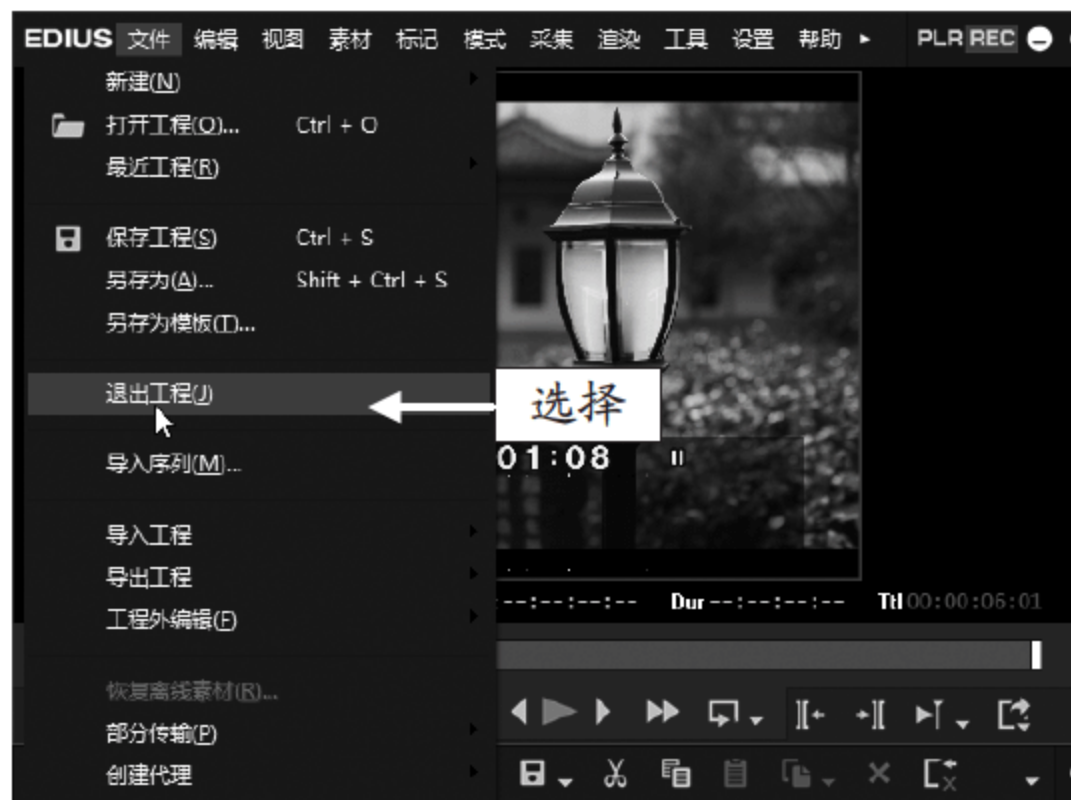 EDIUS 文件 编辑 视图 素材 标记 模式 采集 渲染 工具 设置 帮助 PLR REC
新建(N)
打开工程(O)... Ctrl + O
最近工程(R)
保存工程(S) Ctrl + S
另存为(A)... Shift + Ctrl + S
另存为模板(T)...
退出工程(J)
选择
导入序列(M)...
01:08
导入工程
导出工程
工程外编辑(F)
--:--:--:-- Dur --:--:--:-- Ttl 00:00:06:01
恢复离线素材(R)...
部分传输(P)
创建代理